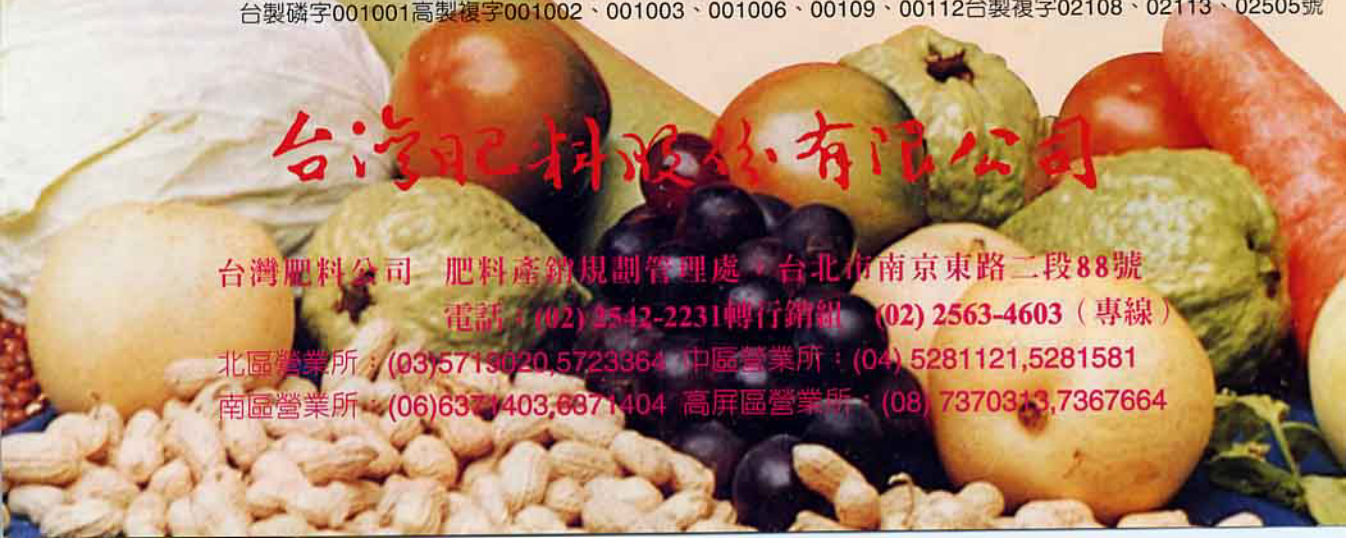 台製磷字001001高製複字001002、001003、001006、00109、00112台製複字02108、02113、02505號
台灣肥料股份有限公司
台灣肥料公司 肥料產銷規劃管理處：台北市南京東路二段88號
電話：(02) 2542-2231轉行銷組 (02) 2563-4603（專線）
北區營業所：(03)5719020,5723364 中區營業所：(04) 5281121,5281581
南區營業所：(06)6371403,6371404 高屏區營業所：(08) 7370313,7367664